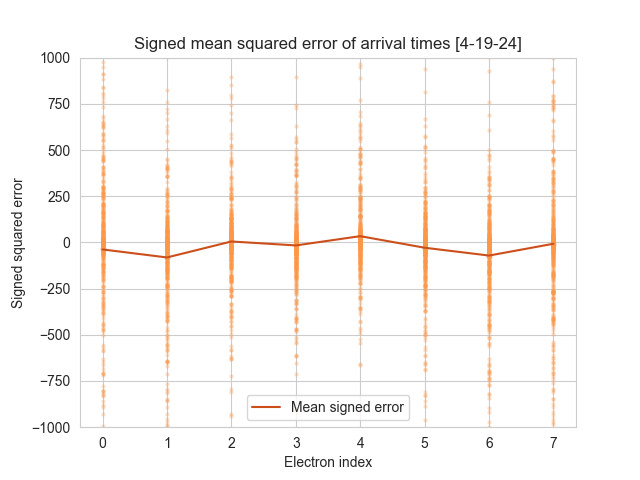 Signed mean squared error of arrival times [4-19-24]
Signed squared error
1000
750
500
250
0
−250
−500
−750
−1000
Mean signed error
0 1 2 3 4 5 6 7
Electron index